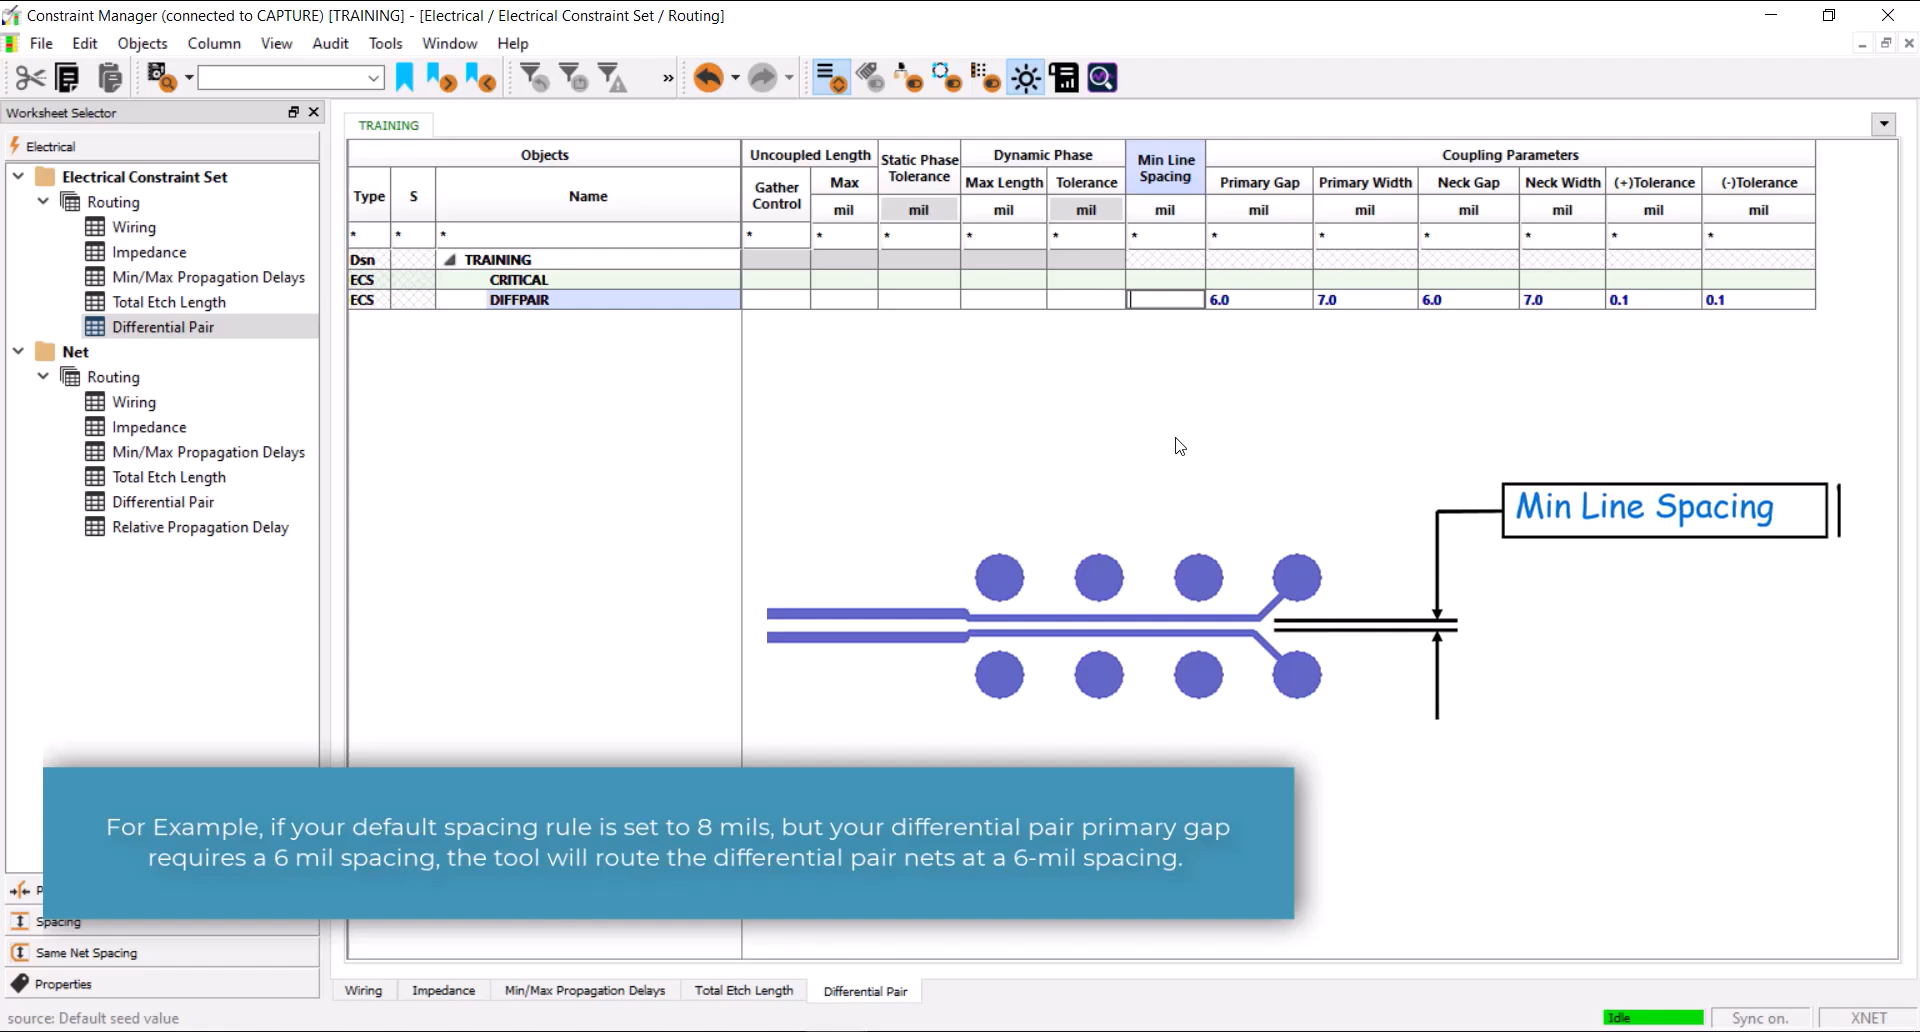 Constraint Manager (connected to CAPTURE) [TRAINING] - [Electrical / Electrical Constraint Set / Routing]
File Edit Objects Column View Audit Tools Window Help
Worksheet Selector
Electrical
Electrical Constraint Set
Routing
Wiring
Impedance
Min/Max Propagation Delays
Total Etch Length
Differential Pair
Net
Routing
Wiring
Impedance
Min/Max Propagation Delays
Total Etch Length
Differential Pair
Relative Propagation Delay
Spacing
Same Net Spacing
Properties
TRAINING
Objects Uncoupled Length Static Phase Tolerance Dynamic Phase Min Line Spacing Coupling Parameters
Type S Name Gather Control Max Max Length Tolerance Primary Gap Primary Width Neck Gap Neck Width (+)Tolerance (-)Tolerance
mil mil mil mil mil mil mil mil mil mil mil
* * * * * * * * * * * * * * *
Dsn TRAINING
ECS CRITICAL
ECS DIFFPAIR 6.0 7.0 6.0 7.0 0.1 0.1
Min Line Spacing
For Example, if your default spacing rule is set to 8 mils, but your differential pair primary gap
requires a 6 mil spacing, the tool will route the differential pair nets at a 6-mil spacing.
Wiring Impedance Min/Max Propagation Delays Total Etch Length Differential Pair
source: Default seed value
Idle Sync on. XNET